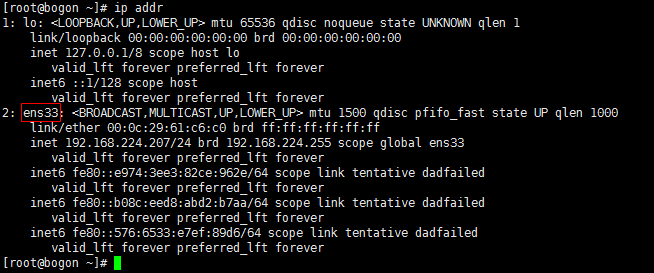 [root@bogon ~]# ip addr
1: lo: <LOOPBACK,UP,LOWER_UP> mtu 65536 qdisc noqueue state UNKNOWN qlen 1
    link/loopback 00:00:00:00:00:00 brd 00:00:00:00:00:00
    inet 127.0.0.1/8 scope host lo
       valid_lft forever preferred_lft forever
    inet6 ::1/128 scope host
       valid_lft forever preferred_lft forever
2: ens33: <BROADCAST,MULTICAST,UP,LOWER_UP> mtu 1500 qdisc pfifo_fast state UP qlen 1000
    link/ether 00:0c:29:61:c6:c0 brd ff:ff:ff:ff:ff:ff
    inet 192.168.224.207/24 brd 192.168.224.255 scope global ens33
       valid_lft forever preferred_lft forever
    inet6 fe80::e974:3ee3:82ce:962e/64 scope link tentative dadfailed
       valid_lft forever preferred_lft forever
    inet6 fe80::b08c:eed8:abd2:b7aa/64 scope link tentative dadfailed
       valid_lft forever preferred_lft forever
    inet6 fe80::576:6533:e7ef:89d6/64 scope link tentative dadfailed
       valid_lft forever preferred_lft forever
[root@bogon ~]#